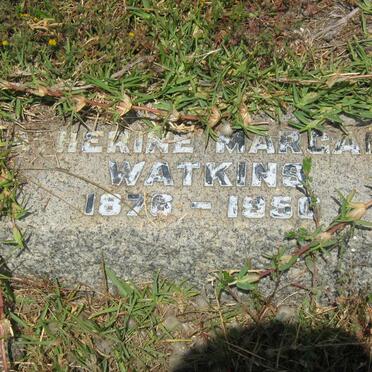 HERINE MARGAR
WATKINS
1876 - 1950